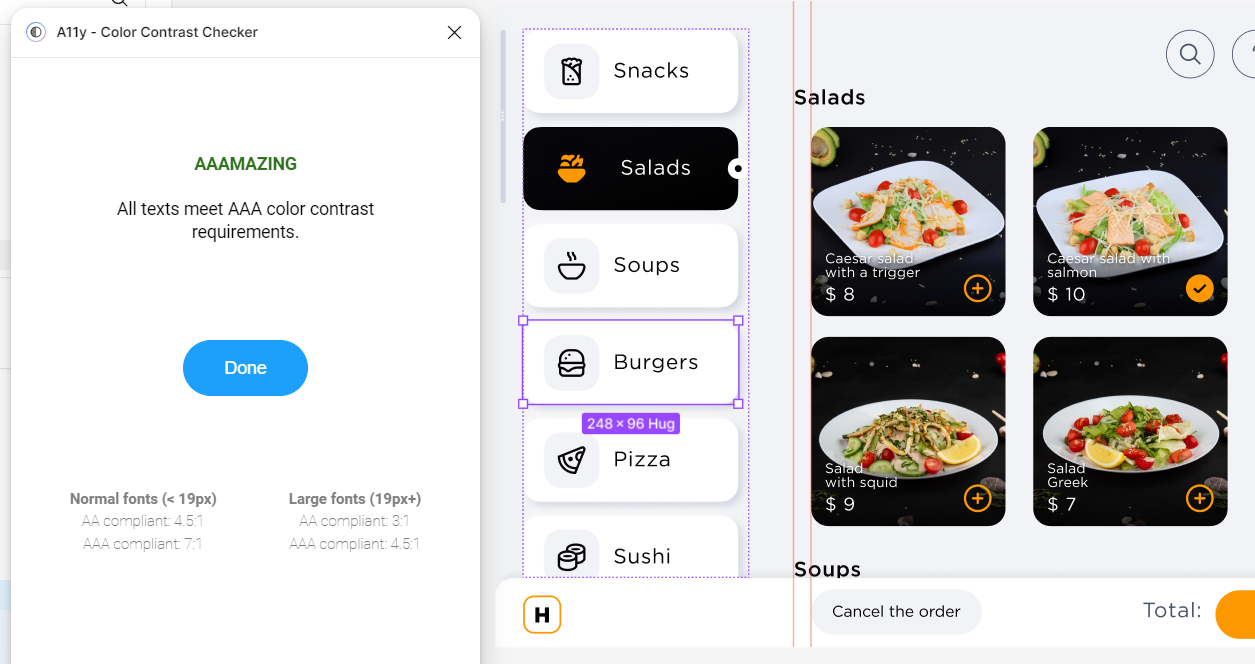 A11y - Color Contrast Checker
AAAMAZING
All texts meet AAA color contrast
requirements.
Done
Normal fonts (< 19px)
AA compliant: 4.5:1
AAA compliant: 7:1
Large fonts (19px+)
AA compliant: 3:1
AAA compliant: 4.5:1
Snacks
Salads
Soups
Burgers
248 × 96 Hug
Pizza
Sushi
Salads
Caesar salad
with a trigger
$ 8
Caesar salad with
salmon
$ 10
Salad
with squid
$ 9
Salad
Greek
$ 7
Soups
H
Cancel the order
Total: